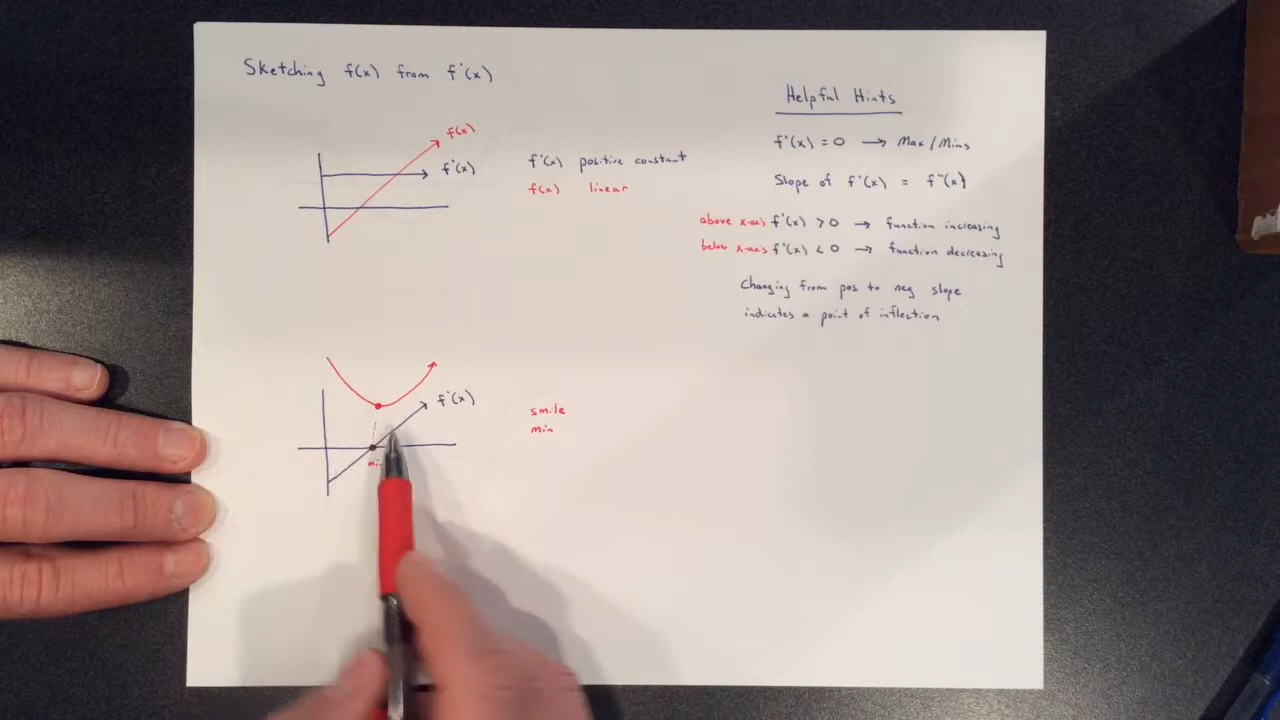 Sketching f(x) from f'(x)
f(x)
f'(x)
f'(x) positive constant
f(x) linear
Helpful Hints
f'(x) = 0 → Max/Mins
Slope of f'(x) = f"(x)
above x-axis f'(x) > 0 → function increasing
below x-axis f'(x) < 0 → function decreasing
Changing from pos to neg slope
indicates a point of inflection
f'(x)
smile
min